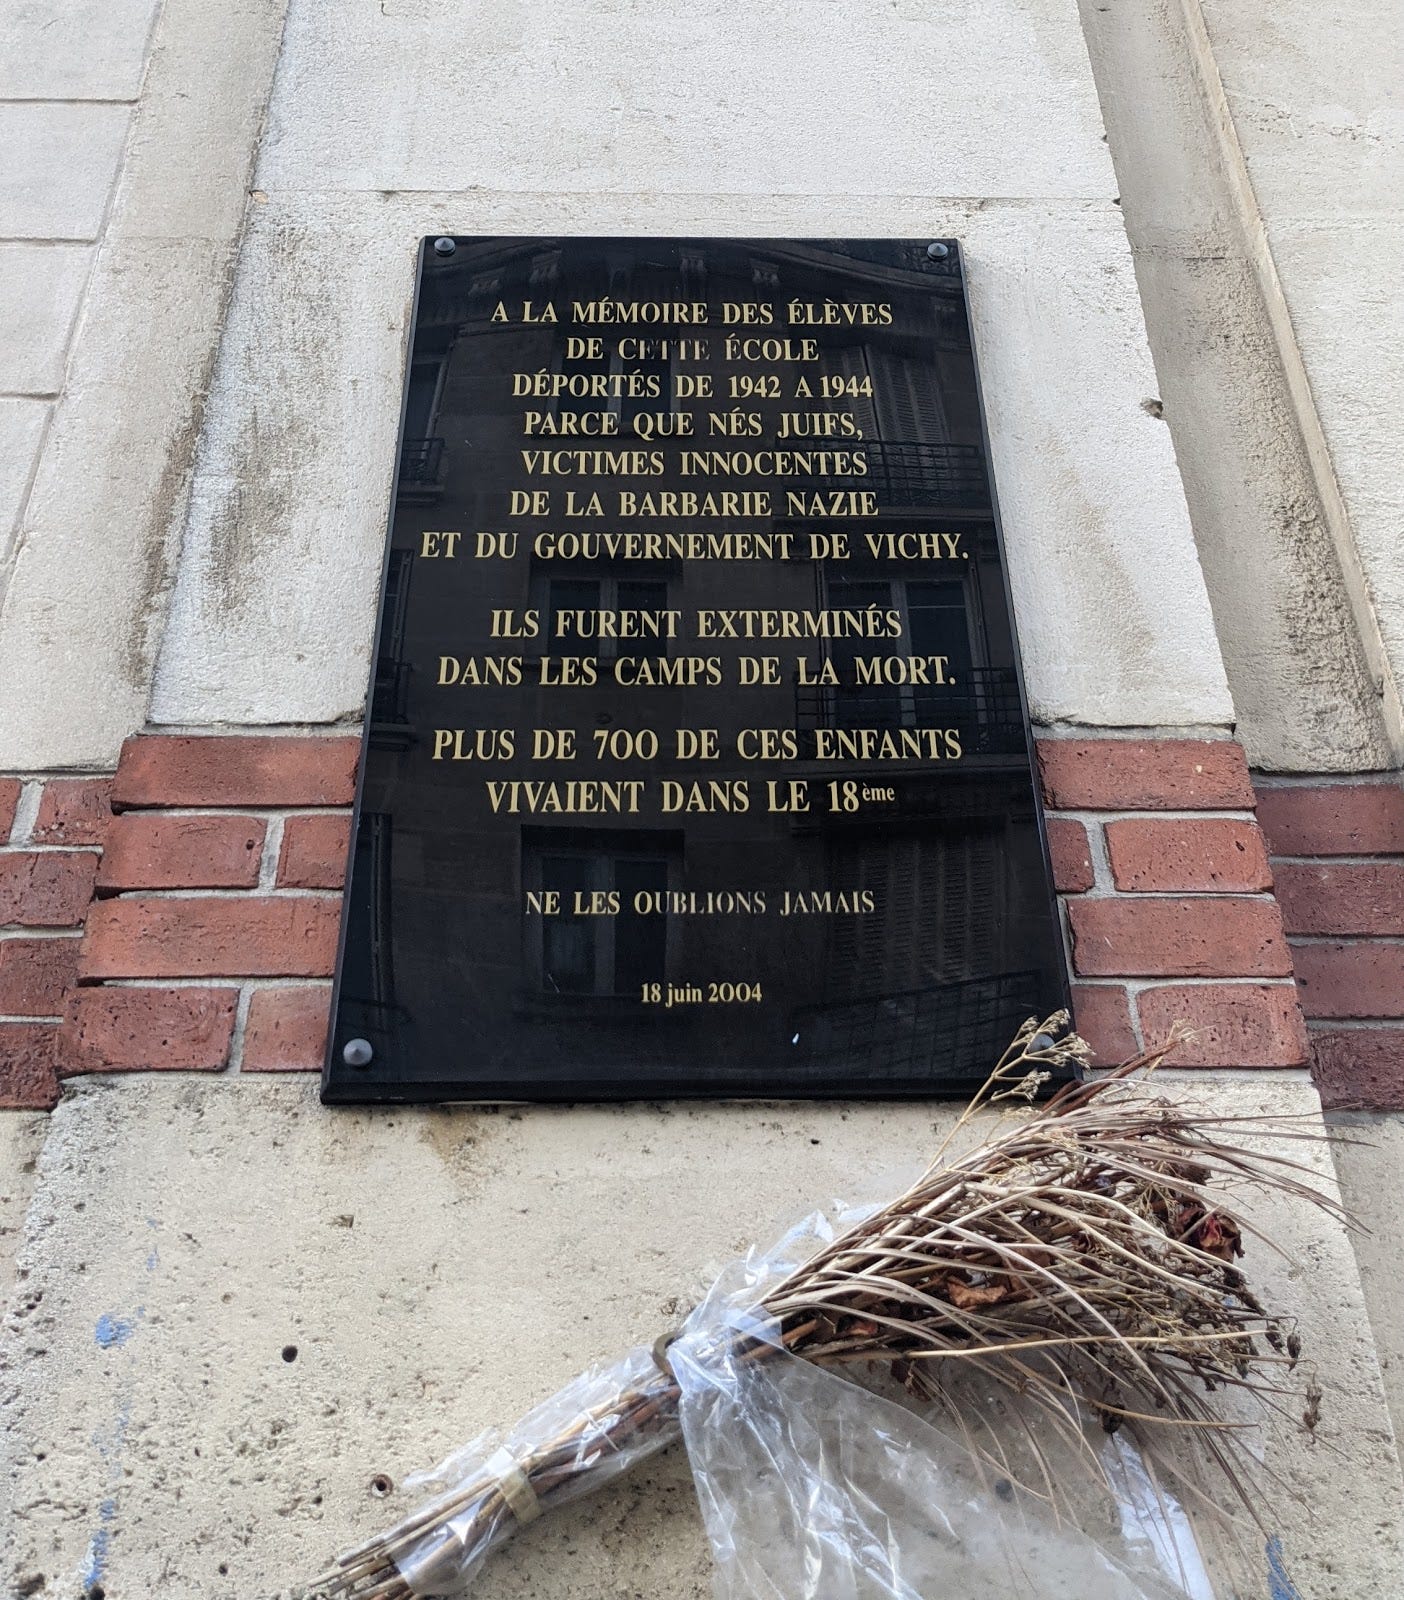 A LA MÉMOIRE DES ÉLÈVES
DE CETTE ÉCOLE
DÉPORTÉS DE 1942 A 1944
PARCE QUE NÉS JUIFS,
VICTIMES INNOCENTES
DE LA BARBARIE NAZIE
ET DU GOUVERNEMENT DE VICHY.
ILS FURENT EXTERMINÉS
DANS LES CAMPS DE LA MORT.
PLUS DE 700 DE CES ENFANTS
VIVAIENT DANS LE 18ème
NE LES OUBLIONS JAMAIS
18 juin 2004